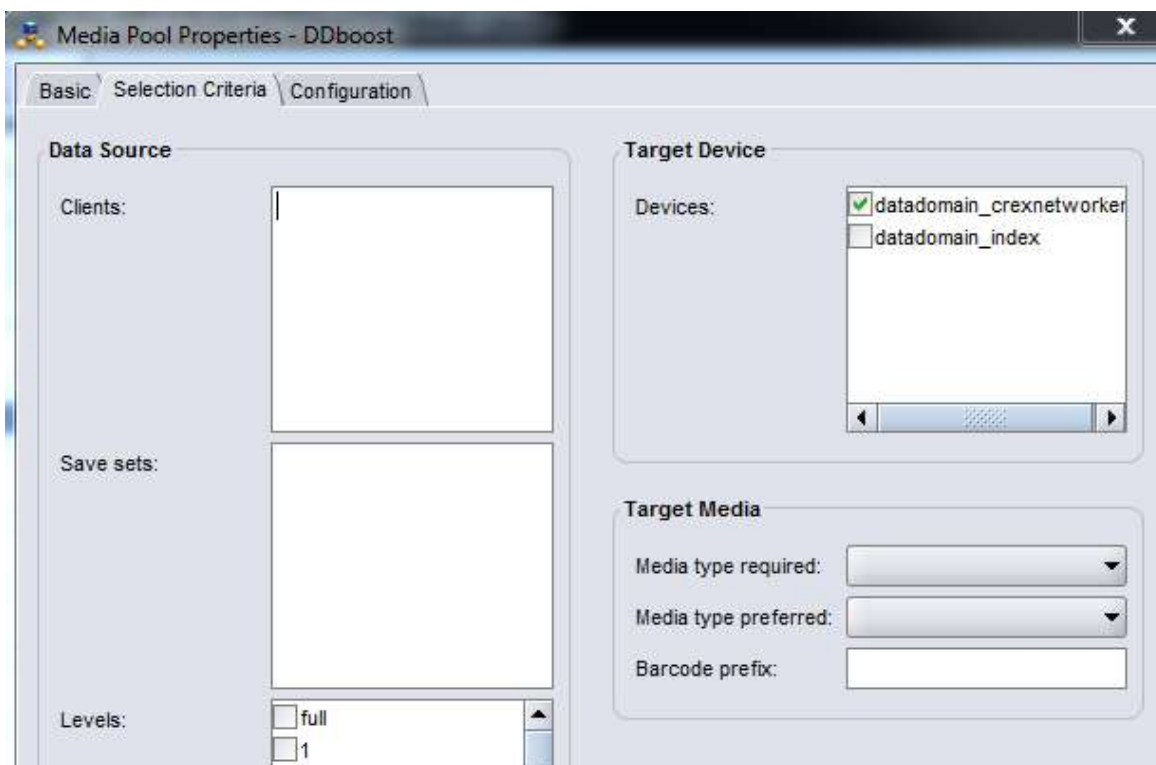 Media Pool Properties - DDboost
x
Basic
Selection Criteria
Configuration
Data Source
Clients:
Save sets:
Levels:
full
1
Target Device
Devices:
datadomain_crexnetworker
datadomain_index
Target Media
Media type required:
Media type preferred:
Barcode prefix: